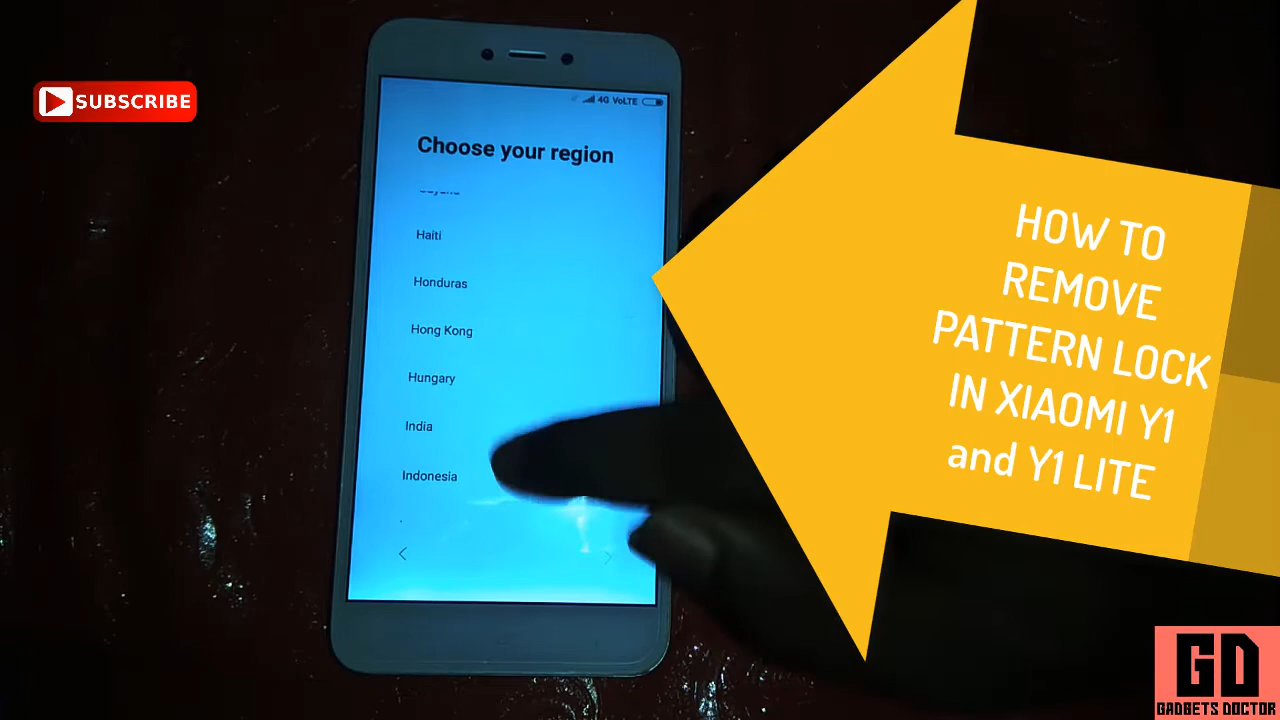 SUBSCRIBE
4G VoLTE
Choose your region
Haiti
Honduras
Hong Kong
Hungary
India
Indonesia
HOW TO
REMOVE
PATTERN LOCK
IN XIAOMI Y1
and Y1 LITE
GD
GADGETS DOCTOR